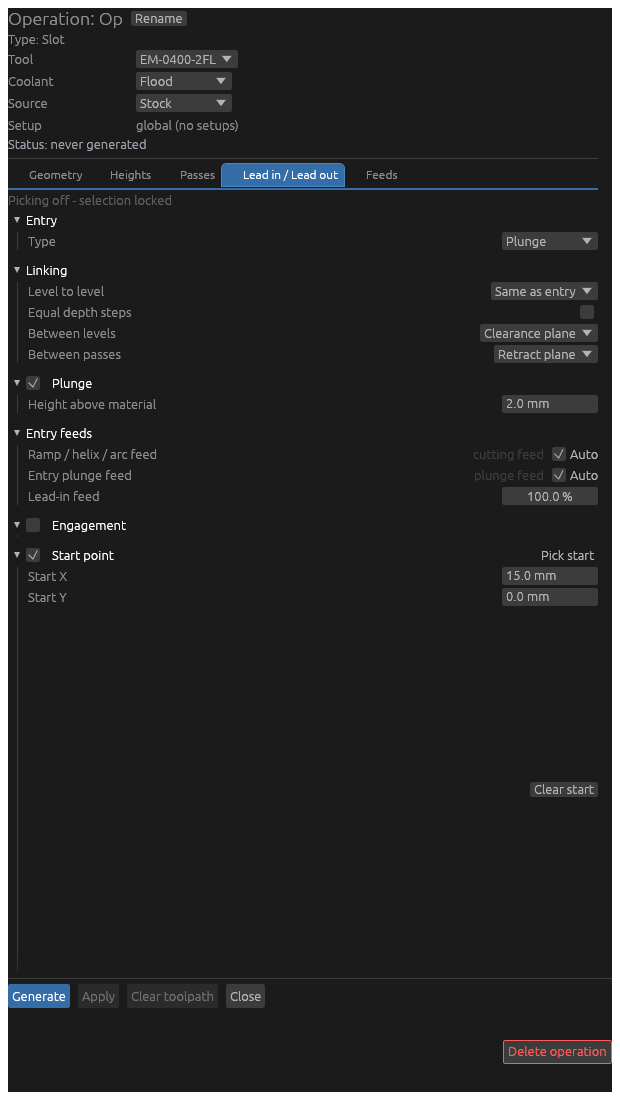 Operation: Op Rename
Type: Slot
Tool EM-0400-2FL
Coolant Flood
Source Stock
Setup global (no setups)
Status: never generated
Geometry Heights Passes Lead in / Lead out Feeds
Picking off - selection locked
Entry
Type Plunge
Linking
Level to level Same as entry
Equal depth steps
Between levels Clearance plane
Between passes Retract plane
Plunge
Height above material 2.0 mm
Entry feeds
Ramp / helix / arc feed cutting feed Auto
Entry plunge feed plunge feed Auto
Lead-in feed 100.0 %
Engagement
Start point Pick start
Start X 15.0 mm
Start Y 0.0 mm
Clear start
Generate Apply Clear toolpath Close
Delete operation